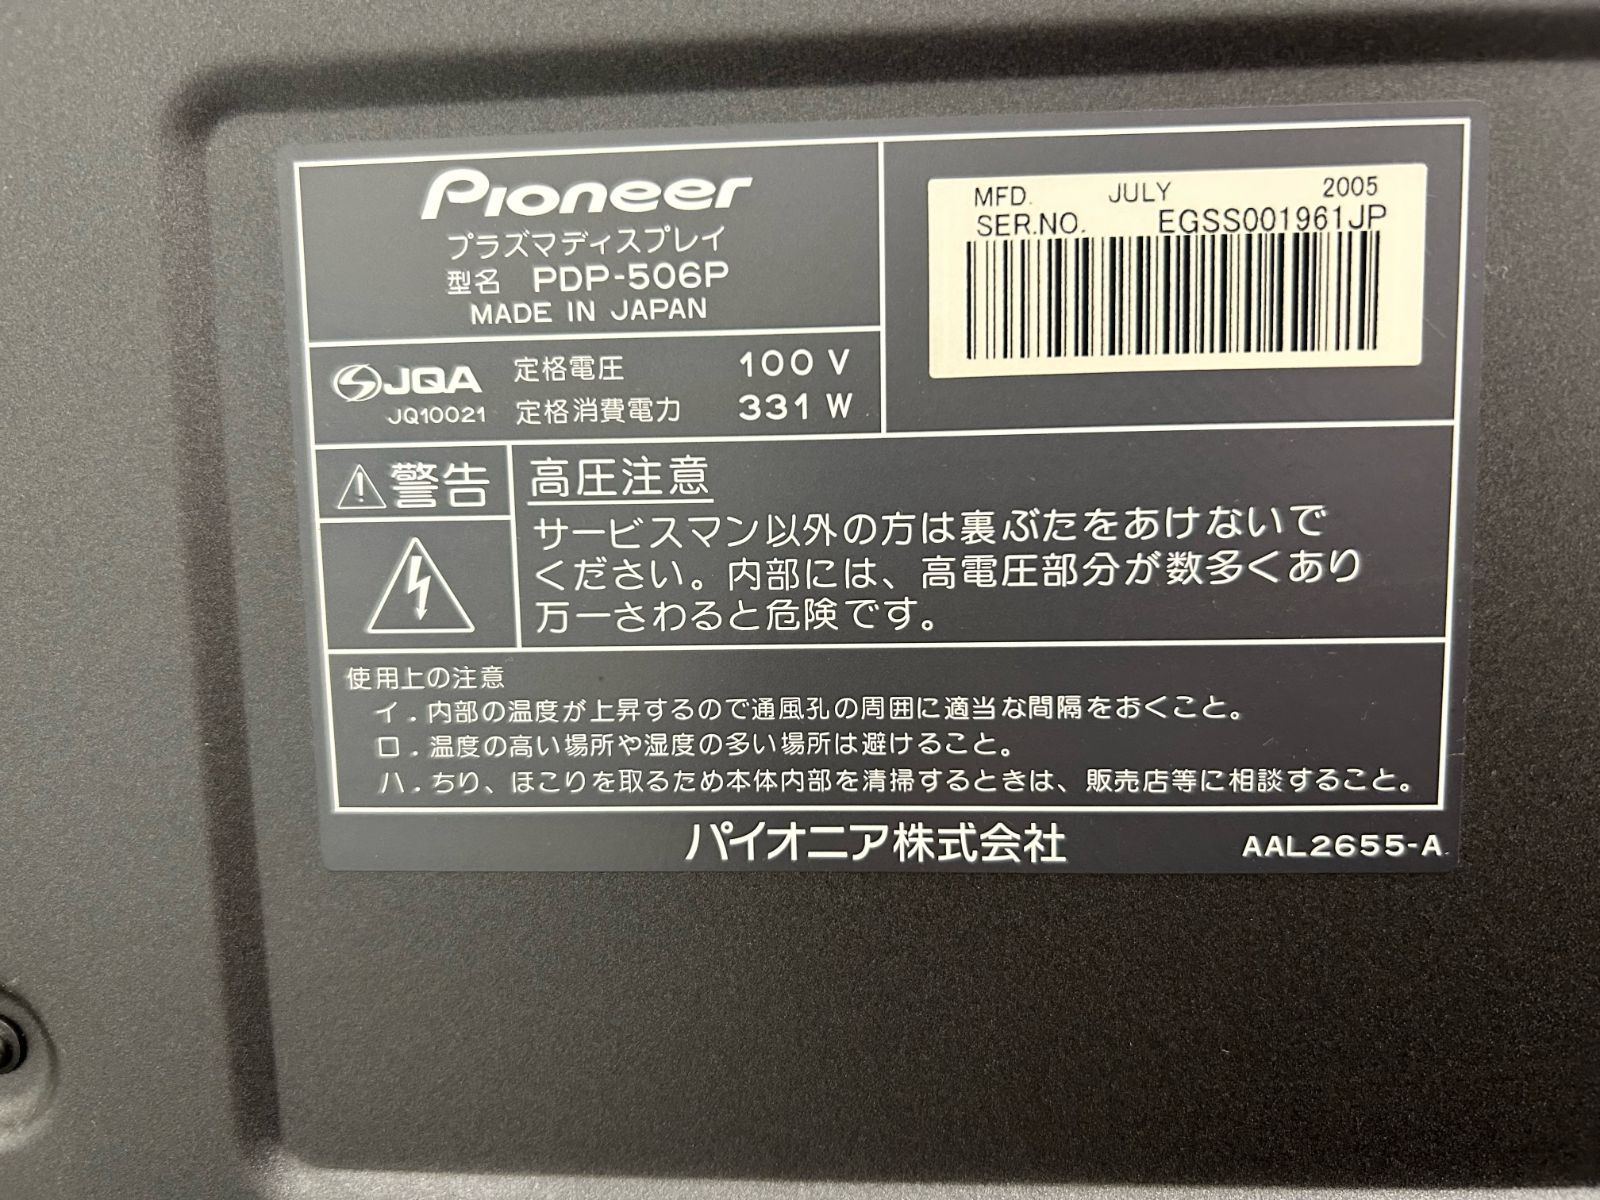 Pioneer
プラズマディスプレイ
型名 PDP-506P
MADE IN JAPAN
MFD. JULY 2005
SER.NO. EGSS001961JP
JQA
JQ10021
定格電圧 100 V
定格消費電力 331 W
警告
高圧注意
サービスマン以外の方は裏ぶたをあけないで
ください。内部には、高電圧部分が数多くあり
万一さわると危険です。
使用上の注意
イ．内部の温度が上昇するので通風孔の周囲に適当な間隔をおくこと。
ロ．温度の高い場所や湿度の多い場所は避けること。
ハ．ちり、ほこりを取るため本体内部を清掃するときは、販売店等に相談すること。
パイオニア株式会社
AAL2655-A